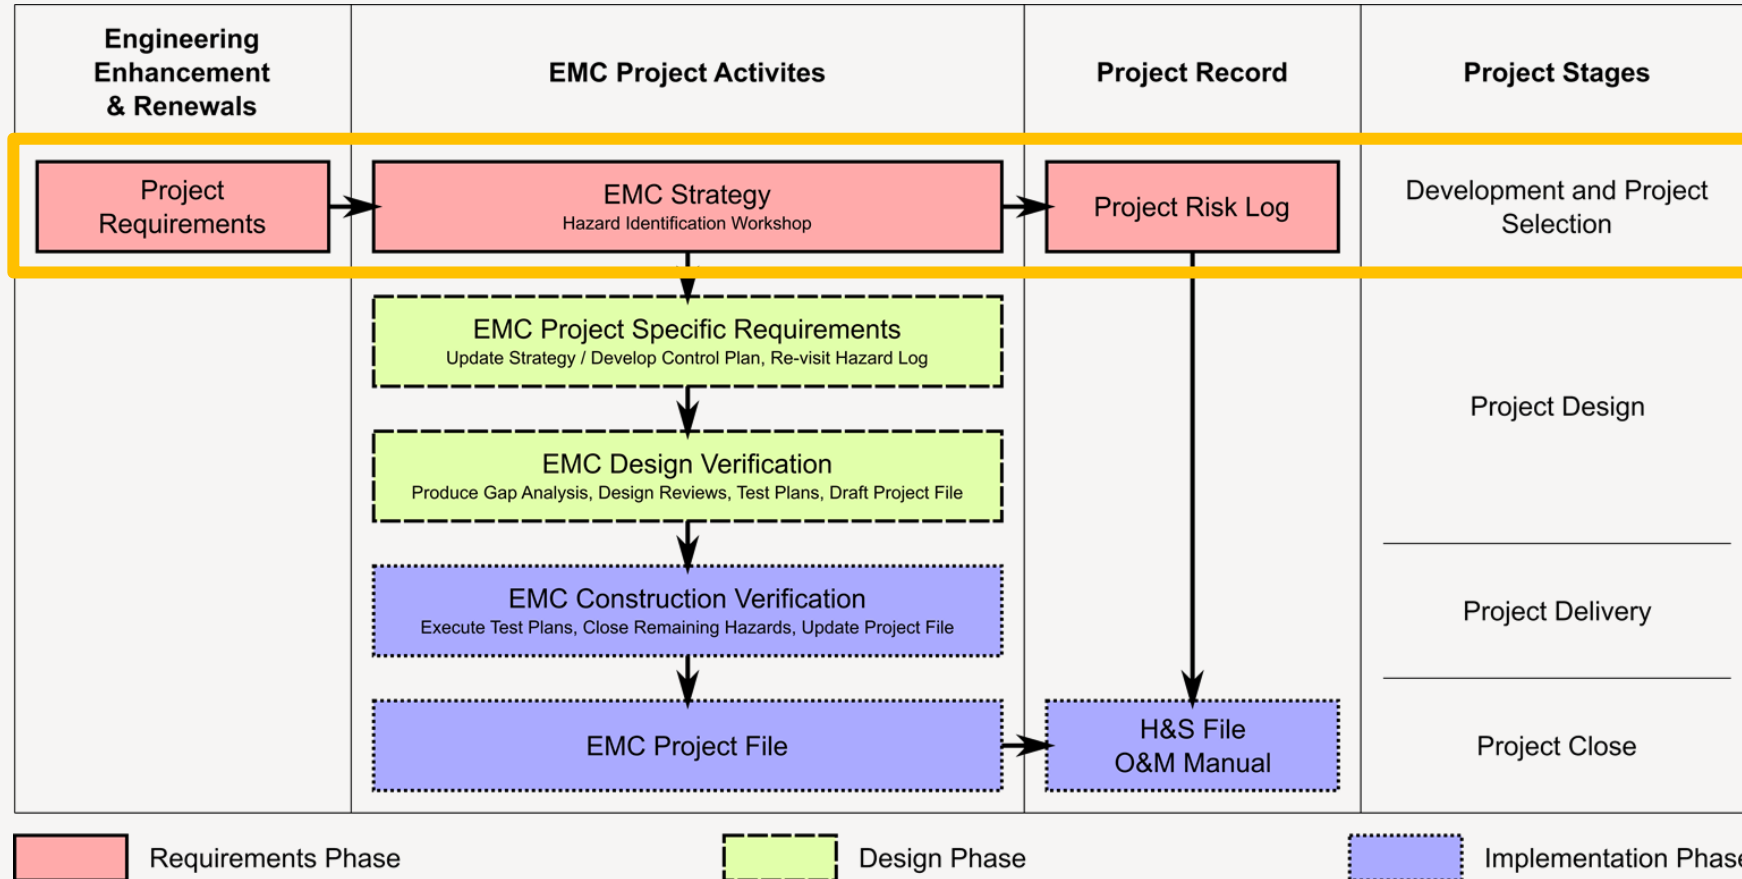 Engineering
Enhancement
& Renewals
EMC Project Activites
Project Record
Project Stages
Project
Requirements
EMC Strategy
Hazard Identification Workshop
Project Risk Log
Development and Project
Selection
EMC Project Specific Requirements
Update Strategy / Develop Control Plan, Re-visit Hazard Log
Project Design
EMC Design Verification
Produce Gap Analysis, Design Reviews, Test Plans, Draft Project File
EMC Construction Verification
Execute Test Plans, Close Remaining Hazards, Update Project File
Project Delivery
EMC Project File
H&S File
O&M Manual
Project Close
Requirements Phase
Design Phase
Implementation Phase